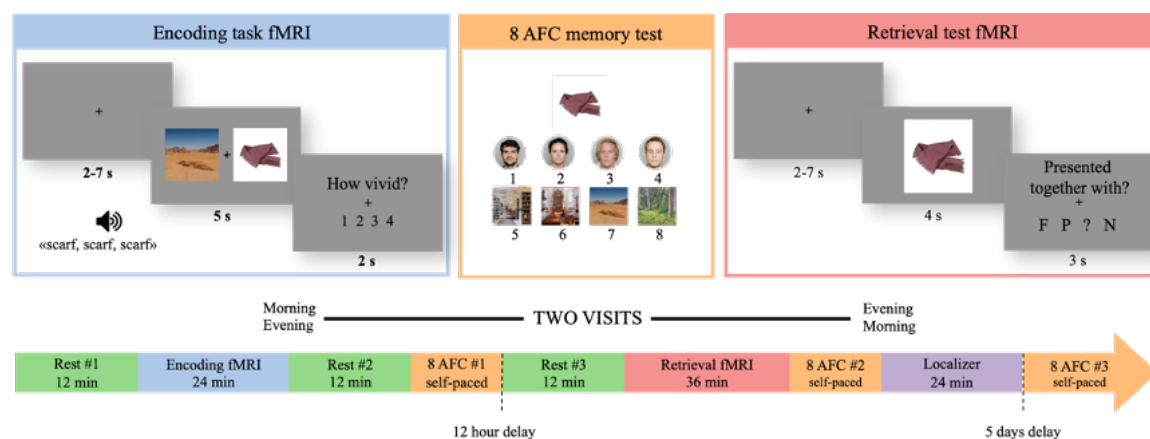 Encoding task fMRI
+
2-7 s
+
5 s
«scarf, scarf, scarf»
How vivid?
+
1 2 3 4
2 s
8 AFC memory test
1 2 3 4
5 6 7 8
Retrieval test fMRI
+
2-7 s
4 s
Presented
together with?
+
F P ? N
3 s
Morning
Evening
TWO VISITS
Evening
Morning
Rest #1
12 min
Encoding fMRI
24 min
Rest #2
12 min
8 AFC #1
self-paced
Rest #3
12 min
Retrieval fMRI
36 min
8 AFC #2
self-paced
Localizer
24 min
8 AFC #3
self-paced
12 hour delay
5 days delay